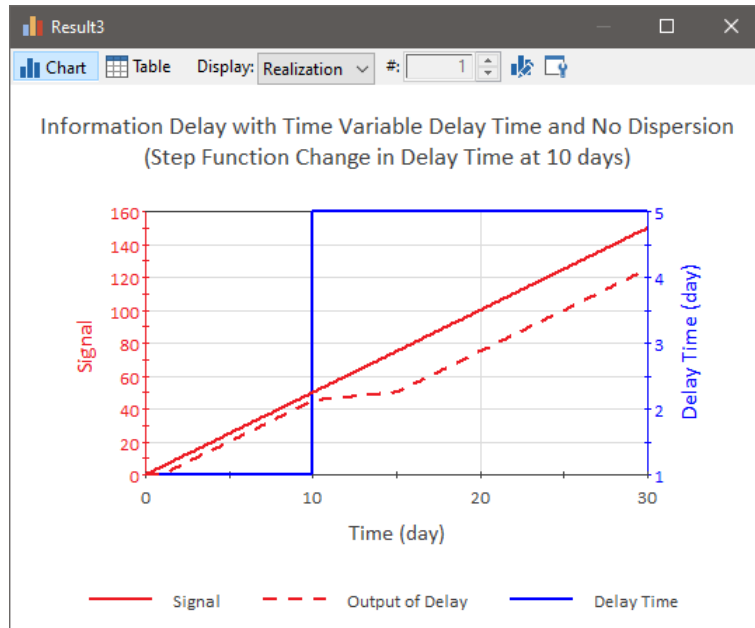 Result3
Chart Table Display: Realization #: 1
Information Delay with Time Variable Delay Time and No Dispersion
(Step Function Change in Delay Time at 10 days)
160
140
120
100
80
60
40
20
0
Signal
5
4
3
2
1
Delay Time (day)
0 10 20 30
Time (day)
Signal Output of Delay Delay Time